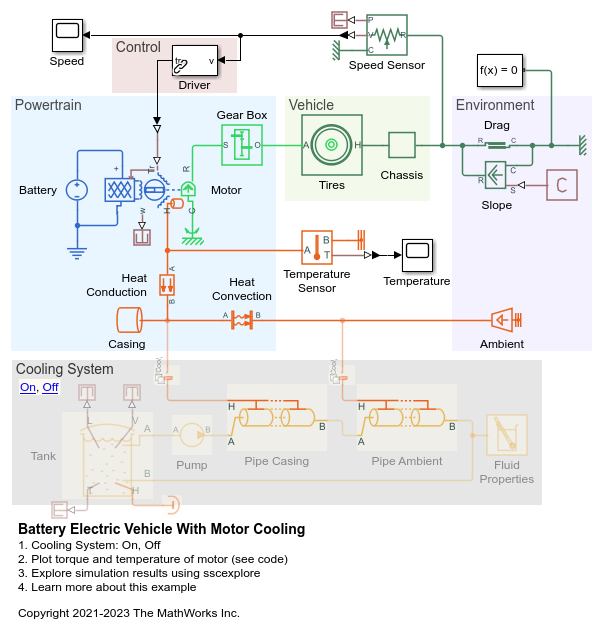 Speed
Control
tr
v
Driver
P
V
C
R
Speed Sensor
f(x) = 0
Powertrain
Gear Box
Vehicle
Environment
Drag
S
O
A
H
Tires
Chassis
R
C
R
C
S
C
Slope
Battery
+
-
Tr
w
H
R
C
Motor
Heat
Conduction
A
B
A
B
T
Temperature
Sensor
Temperature
Heat
Convection
A
B
Casing
Ambient
Cooling System
On, Off
Tank
L
V
A
B
T
H
A
B
Pump
H
A
B
Pipe Casing
H
A
B
Pipe Ambient
Fluid
Properties
Battery Electric Vehicle With Motor Cooling
1. Cooling System: On, Off
2. Plot torque and temperature of motor (see code)
3. Explore simulation results using sscexplore
4. Learn more about this example
Copyright 2021-2023 The MathWorks Inc.